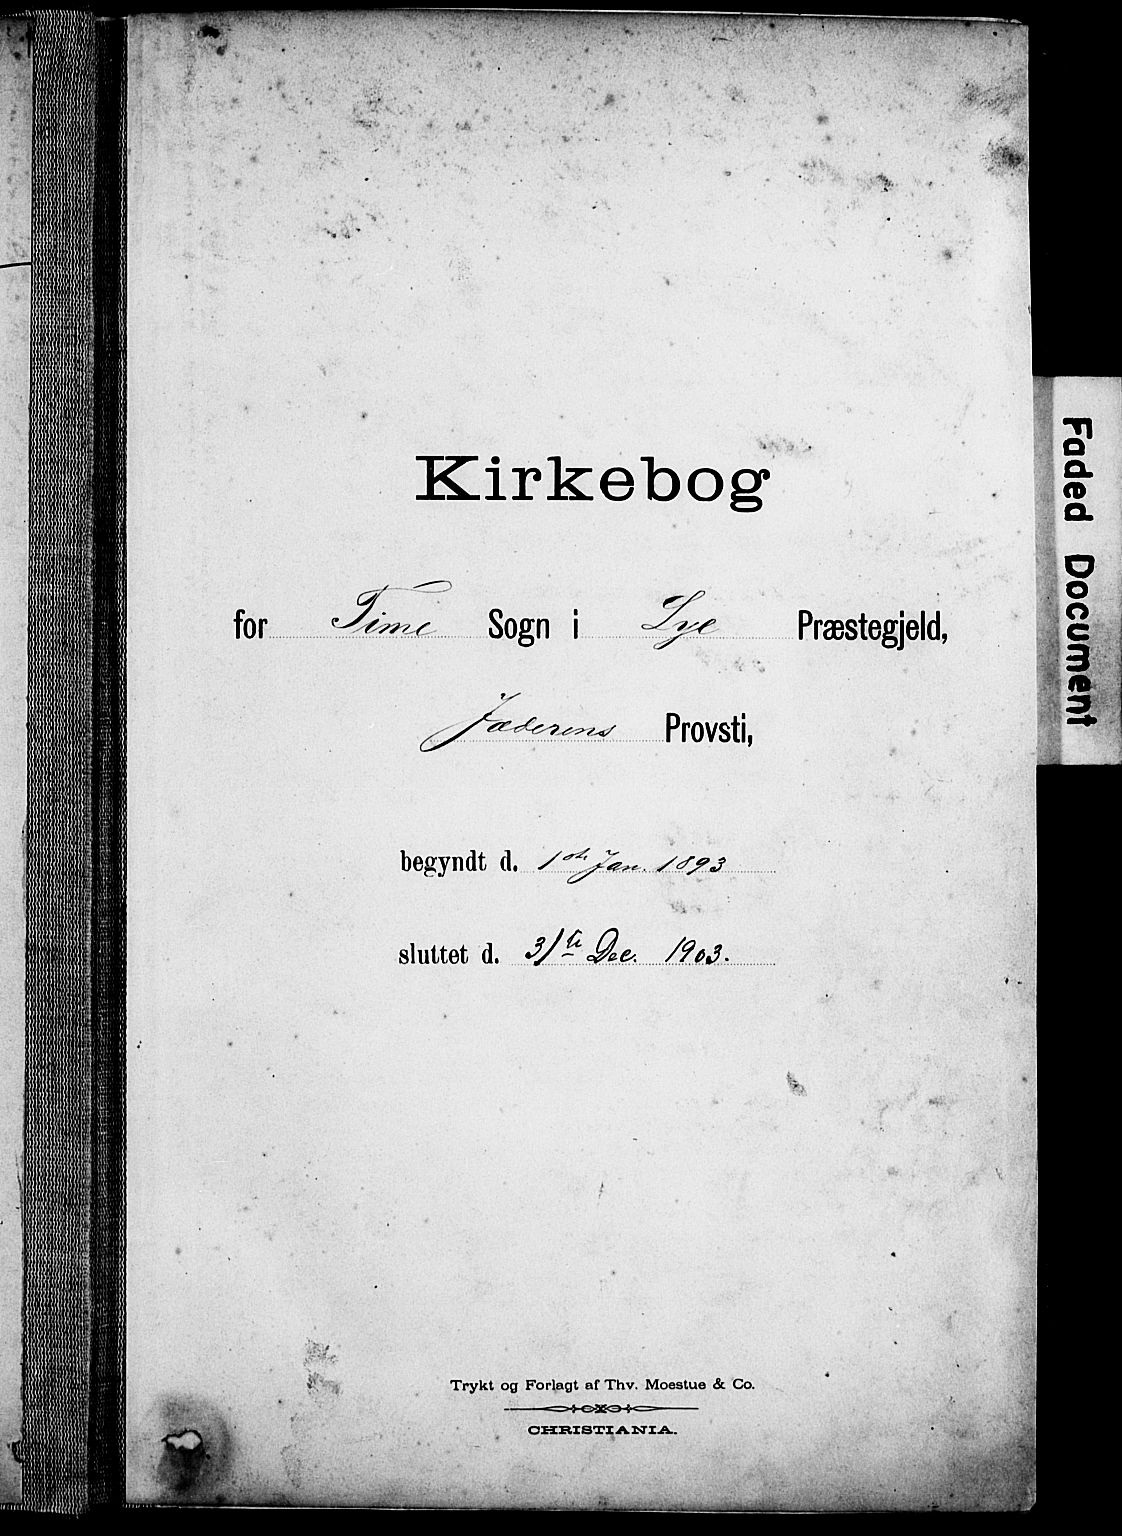 Kirkebog
for Time Sogn i Lye Præstegjeld,
Jæderens Provsti,
begyndt d. 1ste Jan. 1893
sluttet d. 31te Dec. 1903.
Trykt og Forlagt af Thv. Moestue & Co.
CHRISTIANIA.
Faded Document